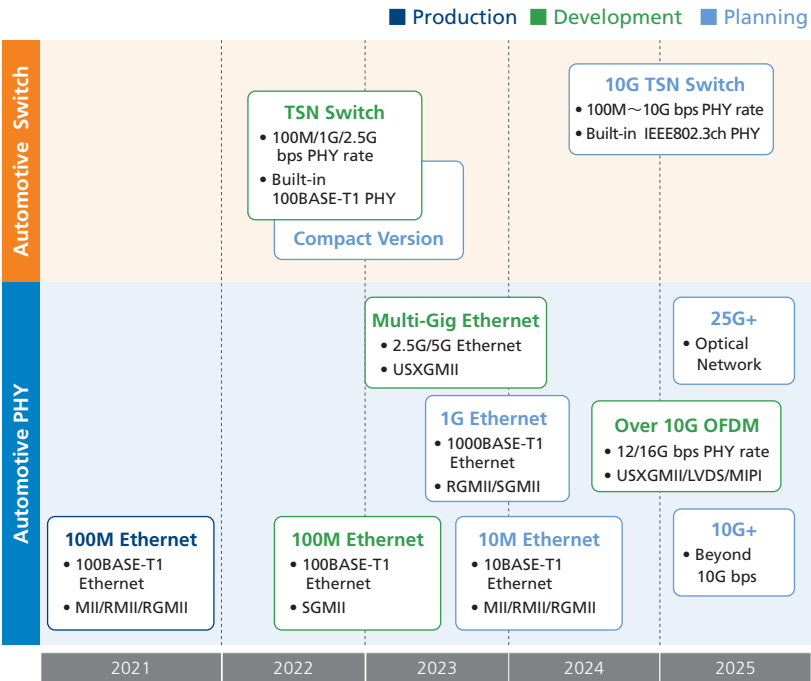 Production Development Planning
Automotive Switch
TSN Switch
• 100M/1G/2.5G
bps PHY rate
• Built-in
100BASE-T1 PHY
Compact Version
10G TSN Switch
• 100M～10G bps PHY rate
• Built-in IEEE802.3ch PHY
Automotive PHY
Multi-Gig Ethernet
• 2.5G/5G Ethernet
• USXGMII
25G+
• Optical
Network
1G Ethernet
• 1000BASE-T1
Ethernet
• RGMII/SGMII
Over 10G OFDM
• 12/16G bps PHY rate
• USXGMII/LVDS/MIPI
100M Ethernet
• 100BASE-T1
Ethernet
• MII/RMII/RGMII
100M Ethernet
• 100BASE-T1
Ethernet
• SGMII
10M Ethernet
• 10BASE-T1
Ethernet
• MII/RMII/RGMII
10G+
• Beyond
10G bps
2021 2022 2023 2024 2025